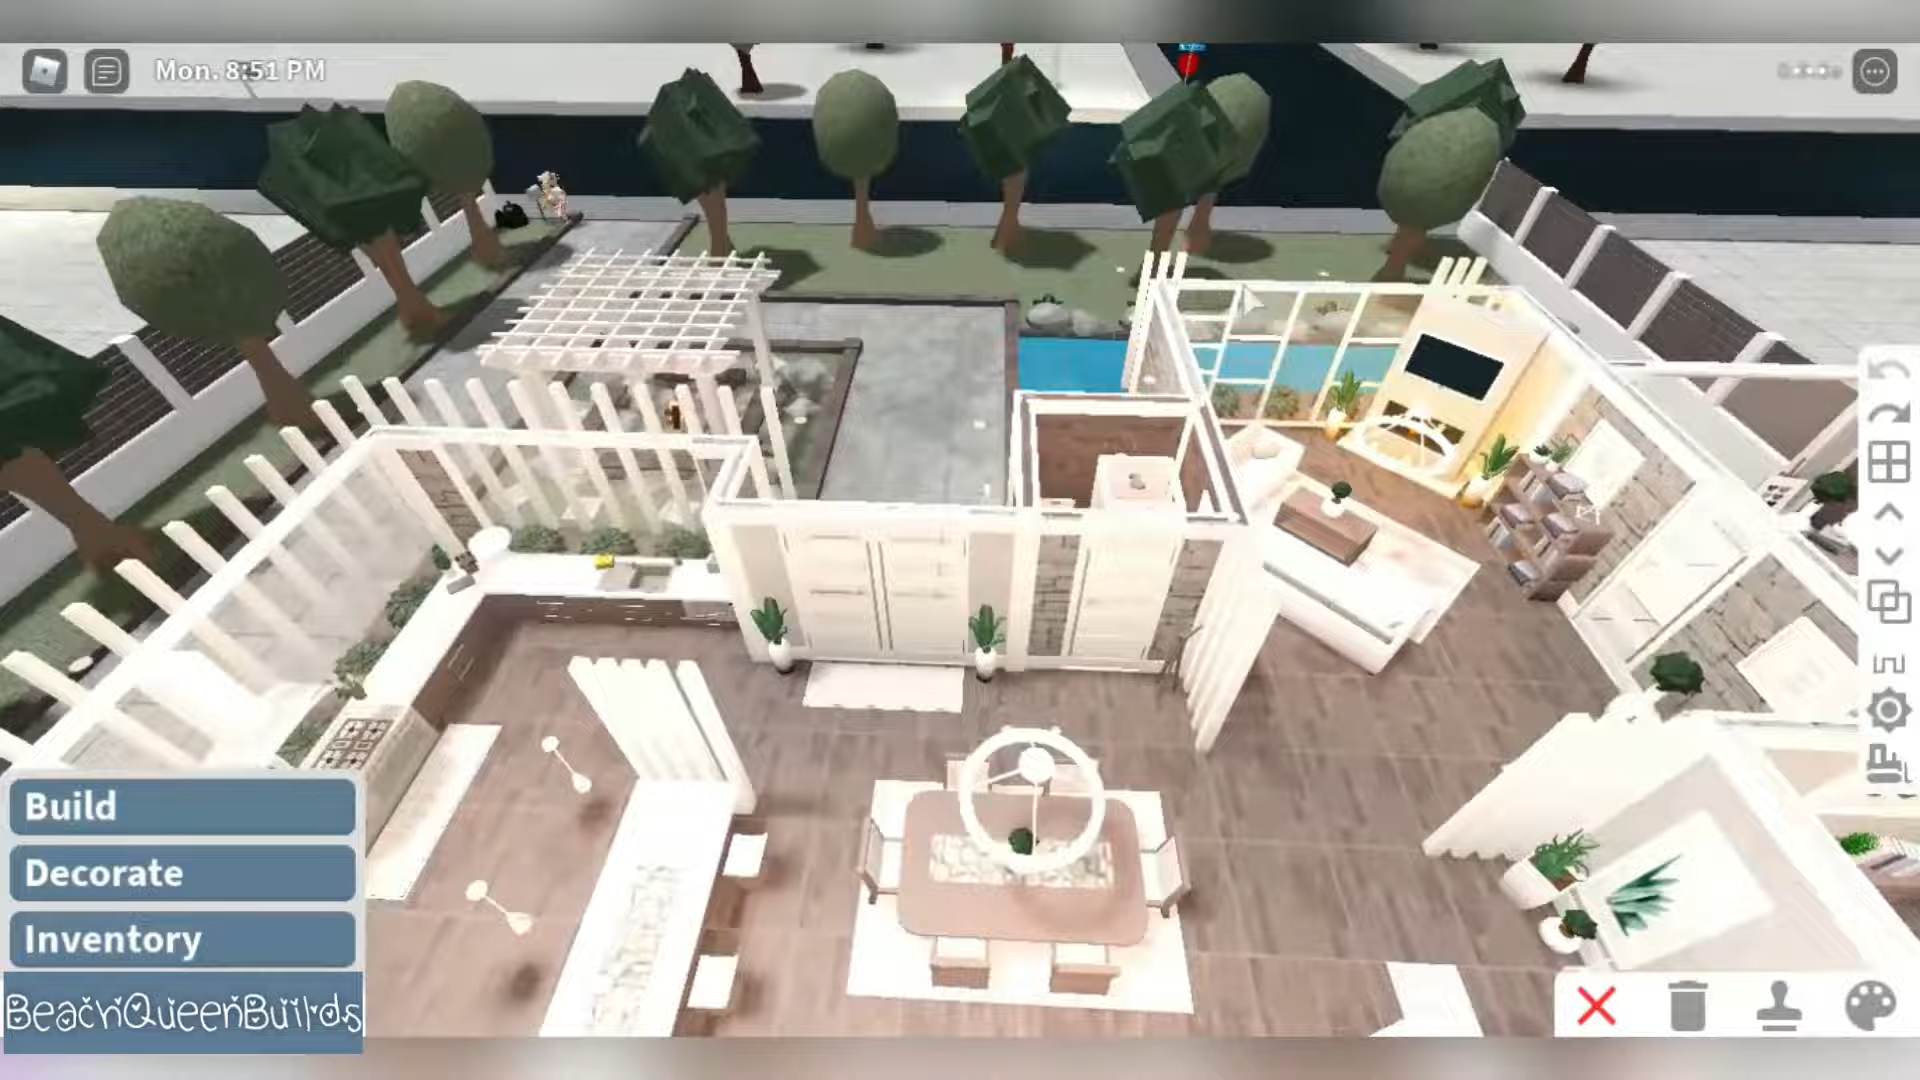 Mon. 8:51 PM
Build
Decorate
Inventory
BeachQueenBuilds